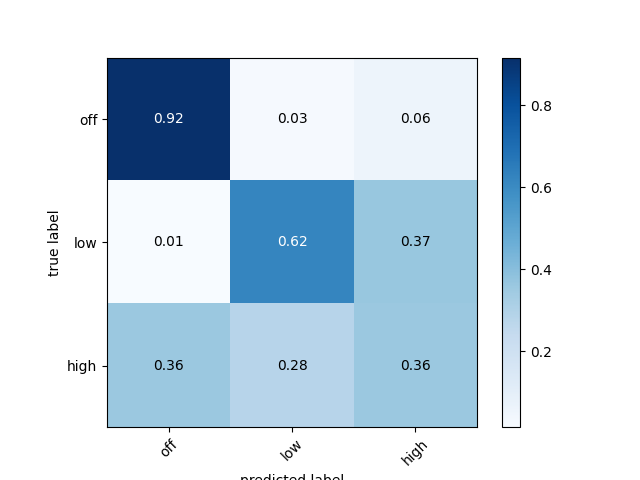 off 0.92 0.03 0.06
low 0.01 0.62 0.37
high 0.36 0.28 0.36
true label
off low high
predicted label
0.8
0.6
0.4
0.2